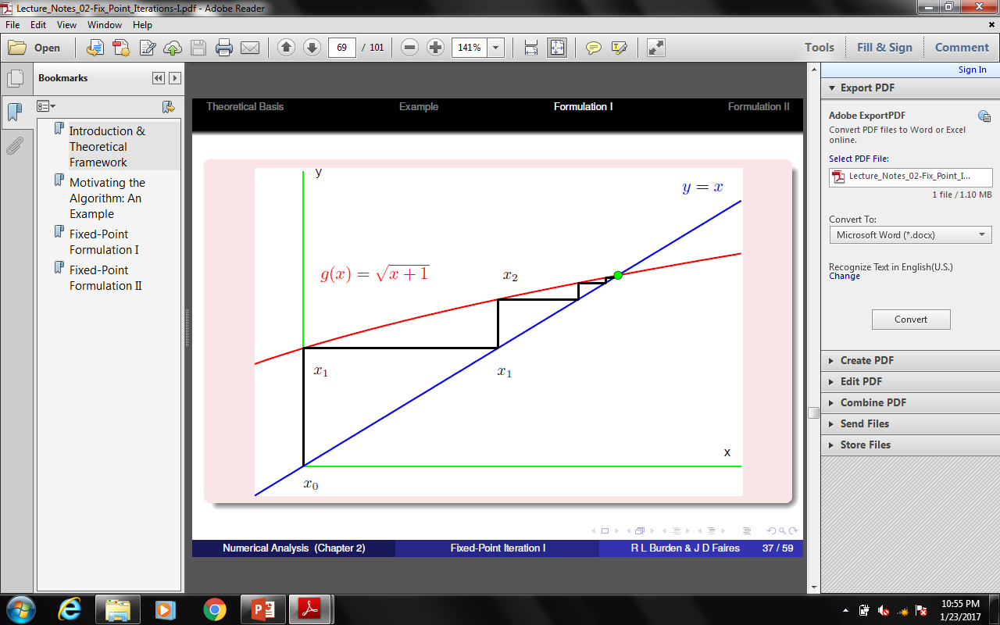 Lecture_Notes_02-Fix_Point_Iterations-I.pdf - Adobe Reader
File Edit View Window Help
Open
69 / 101
141%
Tools
Fill & Sign
Comment
Bookmarks
Introduction &
Theoretical
Framework
Motivating the
Algorithm: An
Example
Fixed-Point
Formulation I
Fixed-Point
Formulation II
Theoretical Basis Example Formulation I Formulation II
y
y = x
g(x) = √x + 1
x2
x1
x1
x
x0
Numerical Analysis (Chapter 2) Fixed-Point Iteration I R L Burden & J D Faires 37 / 59
Sign In
Export PDF
Adobe ExportPDF
Convert PDF files to Word or Excel
online.
Select PDF File:
Lecture_Notes_02-Fix_Point_I...
1 file / 1.10 MB
Convert To:
Microsoft Word (*.docx)
Recognize Text in English(U.S.)
Change
Convert
Create PDF
Edit PDF
Combine PDF
Send Files
Store Files
10:55 PM
1/23/2017